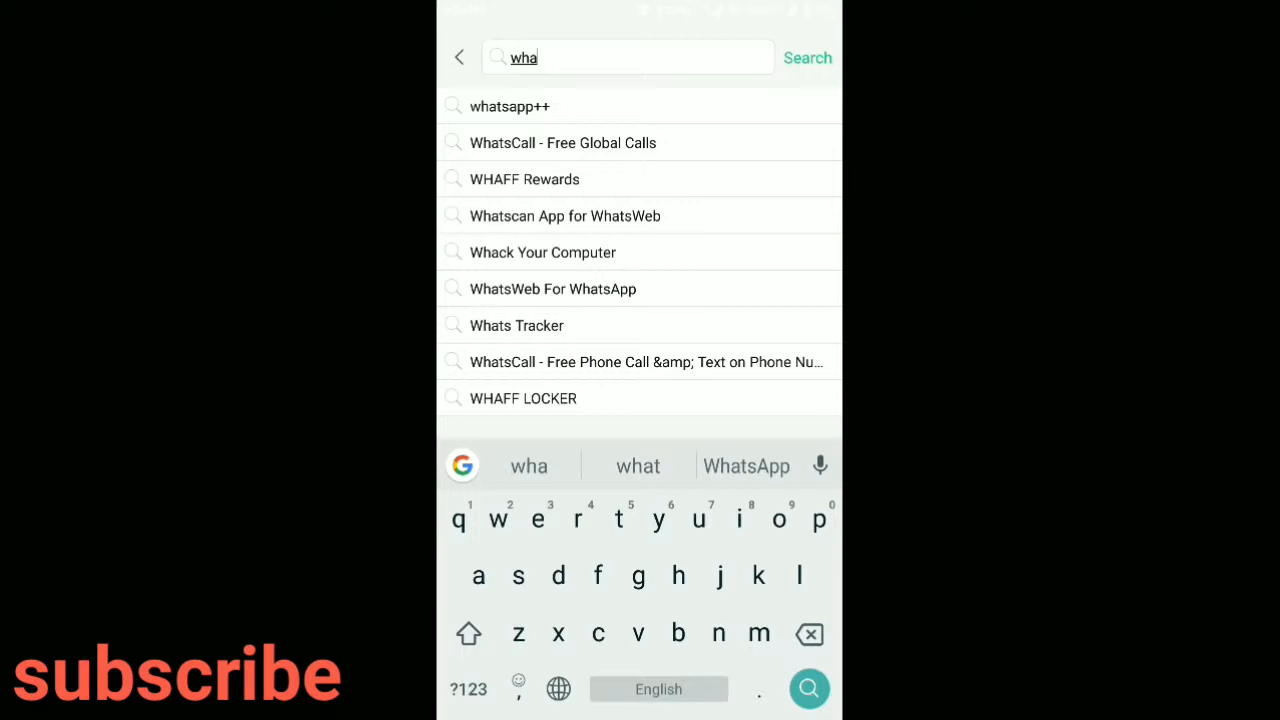 wha
Search
whatsapp++
WhatsCall - Free Global Calls
WHAFF Rewards
Whatscan App for WhatsWeb
Whack Your Computer
WhatsWeb For WhatsApp
Whats Tracker
WhatsCall - Free Phone Call &amp; Text on Phone Nu...
WHAFF LOCKER
wha what WhatsApp
1 2 3 4 5 6 7 8 9 0
q w e r t y u i o p
a s d f g h j k l
z x c v b n m
?123 , English .
subscribe